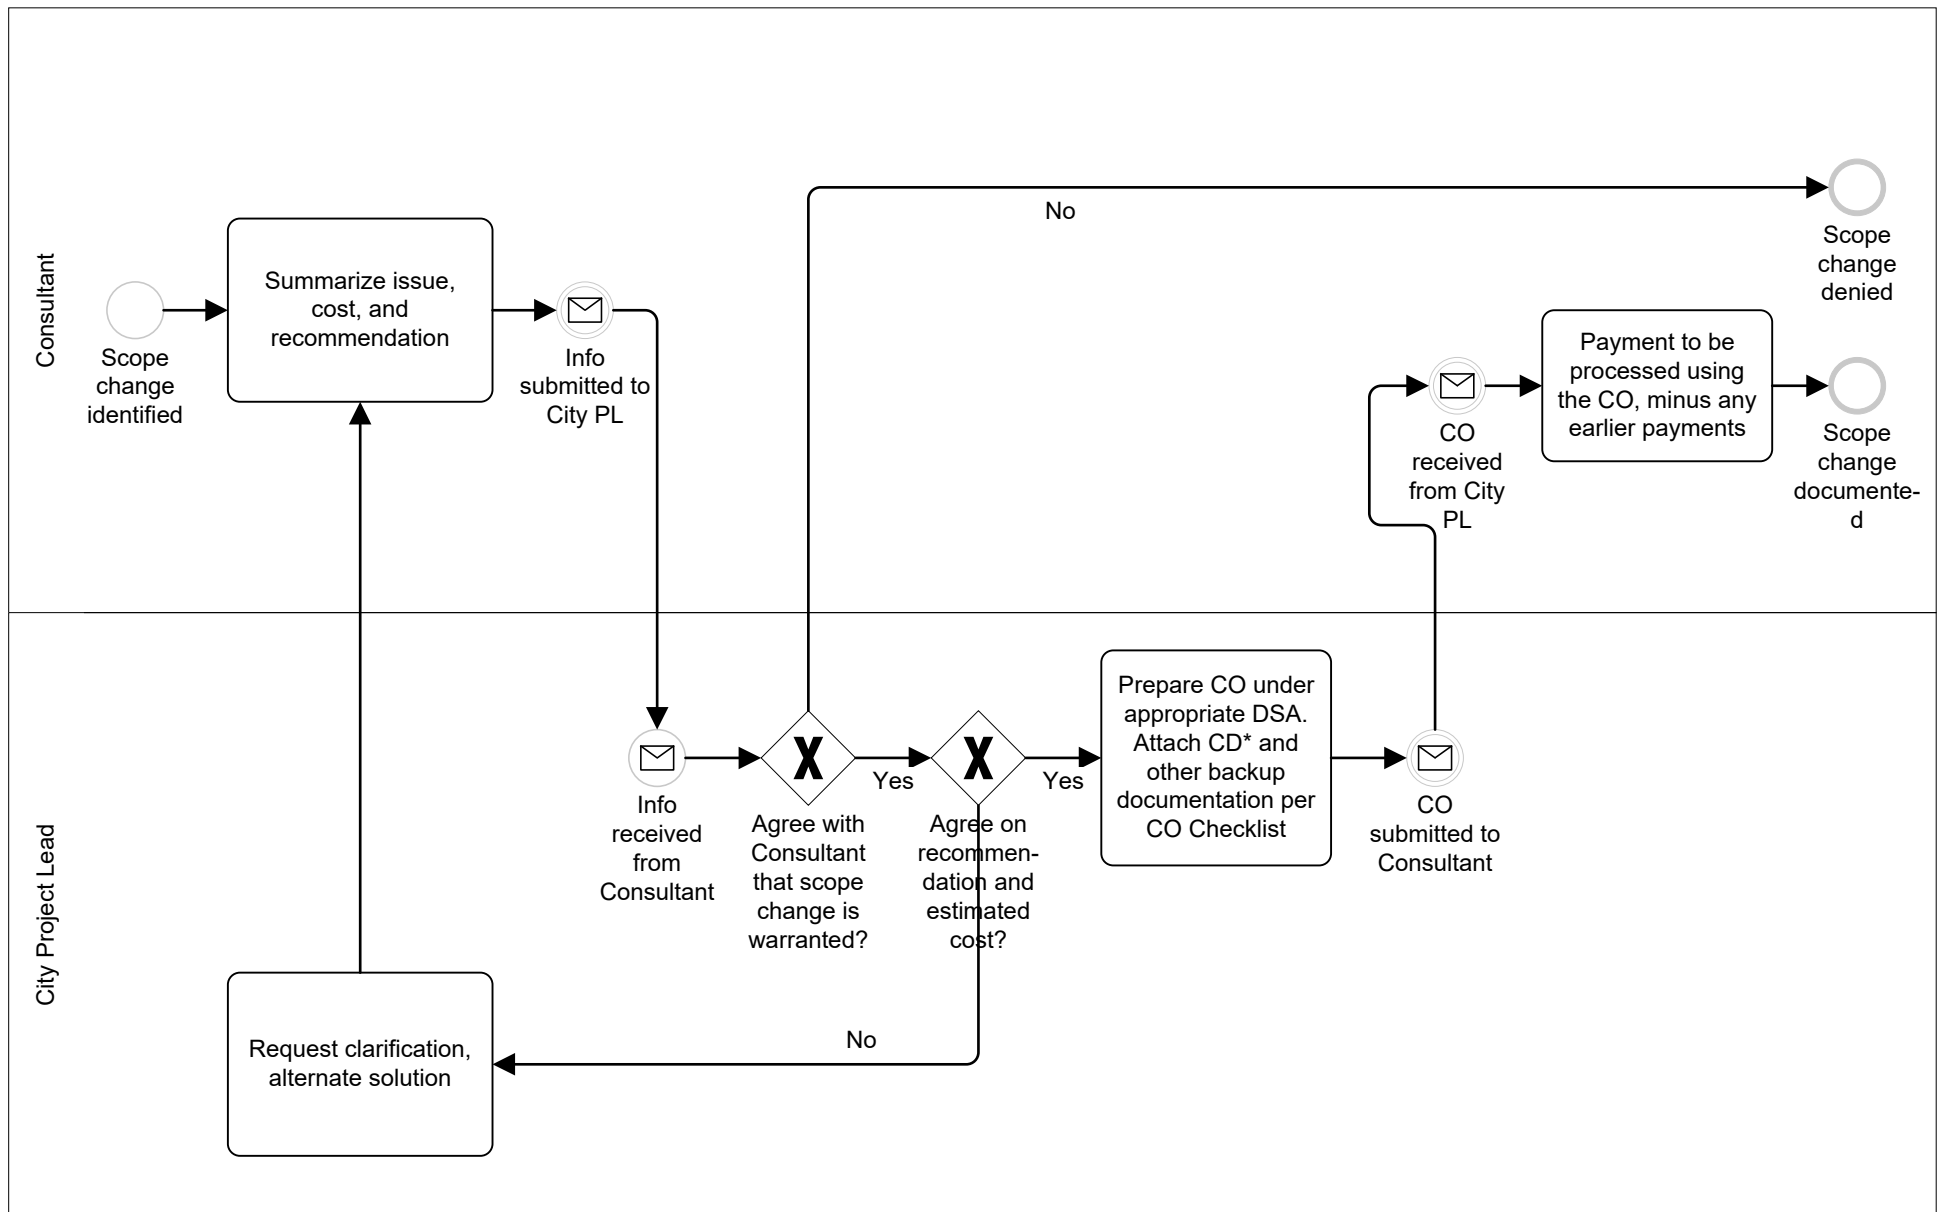 Consultant
Scope
change
identified
Summarize issue,
cost, and
recommendation
Info
submitted to
City PL
No
Scope
change
denied
CO
received
from City
PL
Payment to be
processed using
the CO, minus any
earlier payments
Scope
change
documente-
d
City Project Lead
Info
received
from
Consultant
Agree with
Consultant
that scope
change is
warranted?
Yes
Agree on
recommen-
dation and
estimated
cost?
Yes
Prepare CO under
appropriate DSA.
Attach CD* and
other backup
documentation per
CO Checklist
CO
submitted to
Consultant
No
Request clarification,
alternate solution